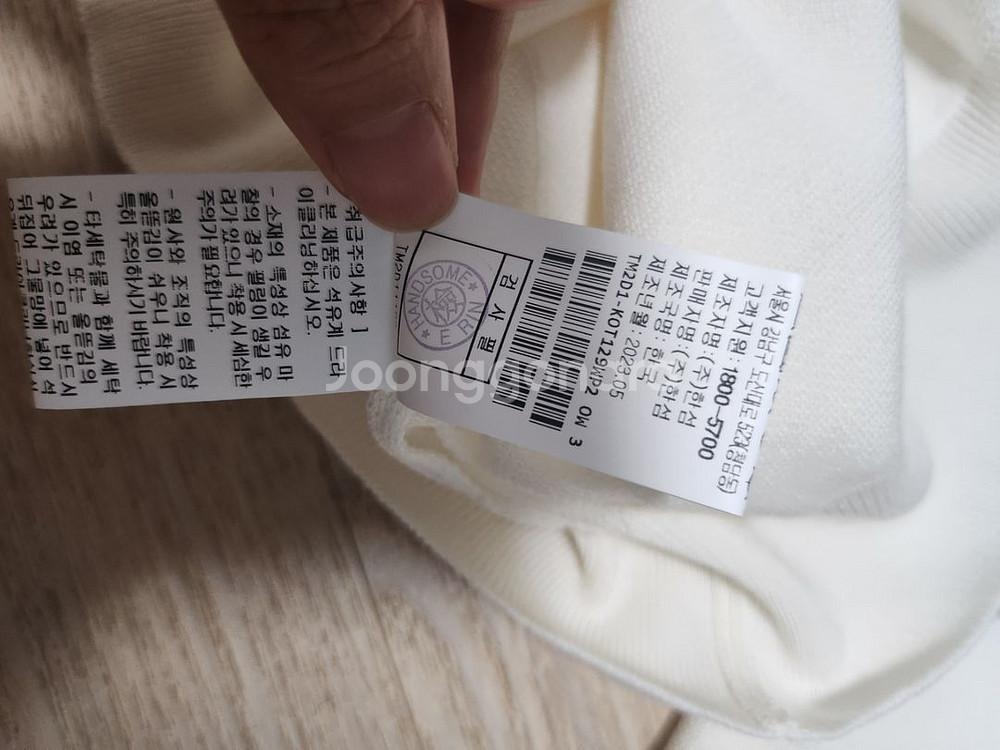 취급주의사항 ]
- 본 제품은 석유계 드라
이클리닝하십시오.
- 소재의 특성상 섬유 마
찰의 경우 필링이 생길 우
려가 있으니 착용 시 세심한
주의가 필요합니다.
- 원사와 조직의 특성상
올뜯김이 쉬우니 착용 시
특히 주의하시기 바랍니다.
- 타세탁물과 함께 세탁
시 이염 또는 올뜯김의
우려가 있으므로 반드시
뒤집어 그물망에 넣어 석
서울시 강남구 도산대로 523(청담동)
고객지원 : 1800-5700
제조자명 : (주)한섬
판매자명 : (주)한섬
제조국명 : 한국
제조년월 : 2023.05
TM2D1-KOT122WP2 OW 3
검사필
HANDSOME
TM2D
Joonggonara